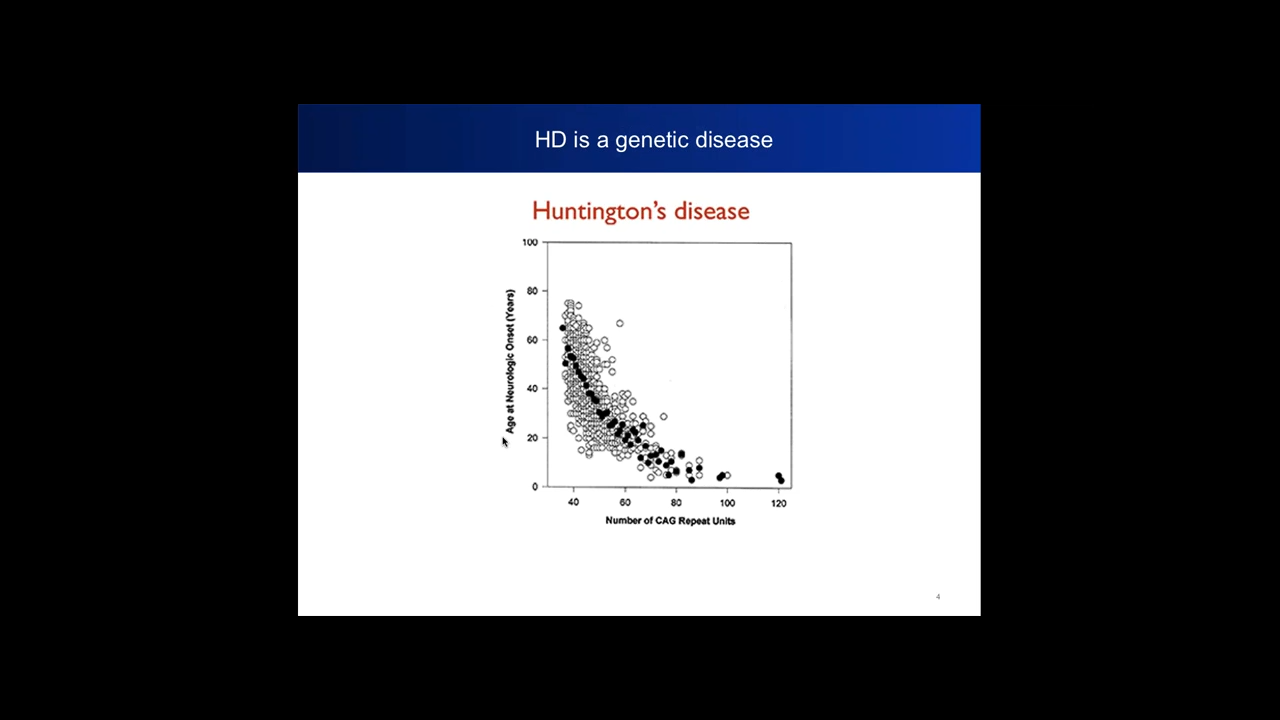 HD is a genetic disease
Huntington's disease
100
80
60
40
20
0
Age at Neurologic Onset (Years)
40 60 80 100 120
Number of CAG Repeat Units
4